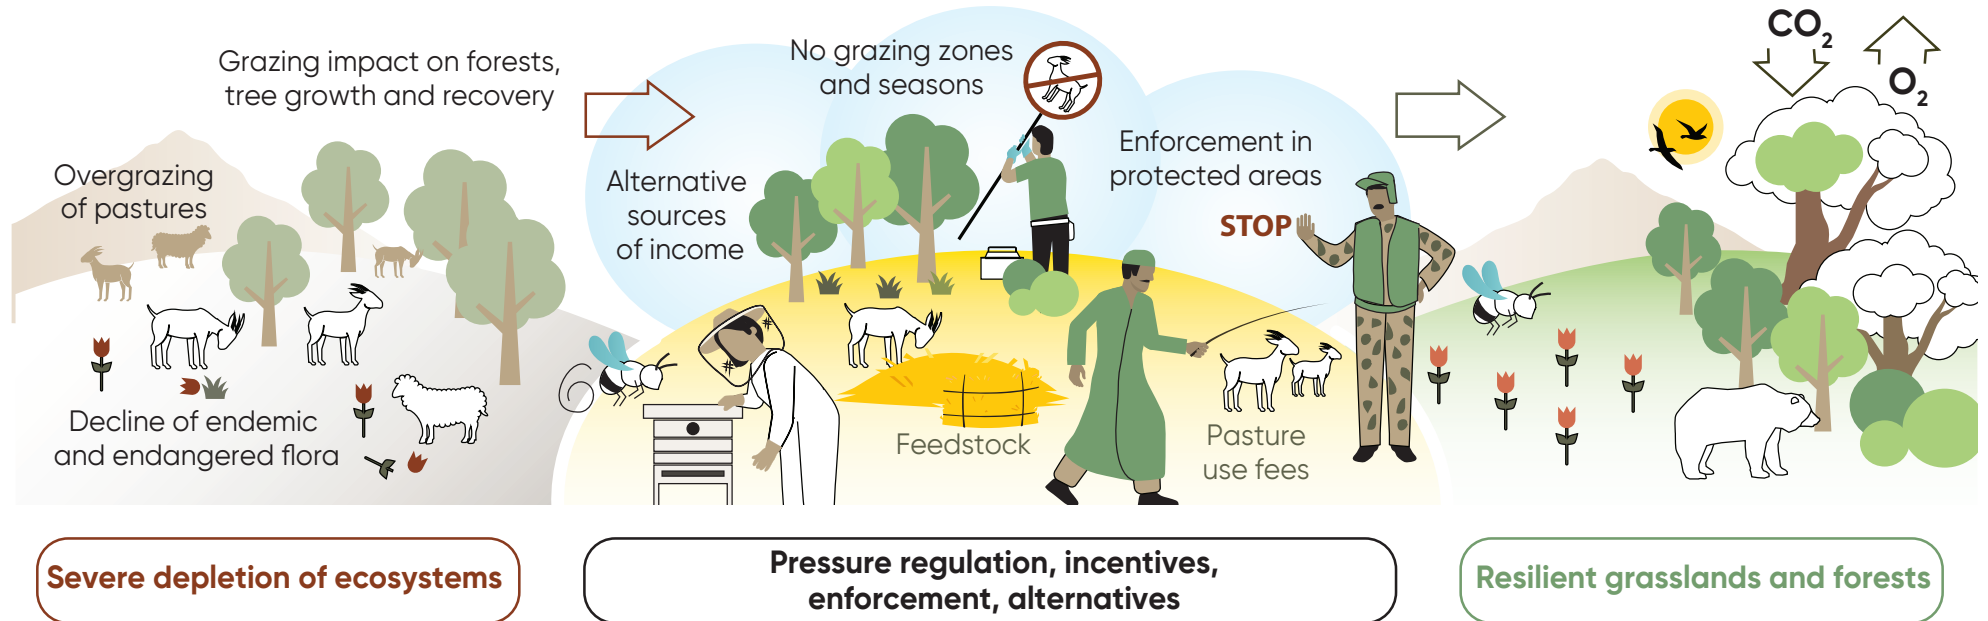 Grazing impact on forests,
tree growth and recovery
Overgrazing
of pastures
Decline of endemic
and endangered flora
Severe depletion of ecosystems
No grazing zones
and seasons
Alternative
sources
of income
Enforcement in
protected areas
STOP
Feedstock
Pasture
use fees
Pressure regulation, incentives,
enforcement, alternatives
CO₂
O₂
Resilient grasslands and forests